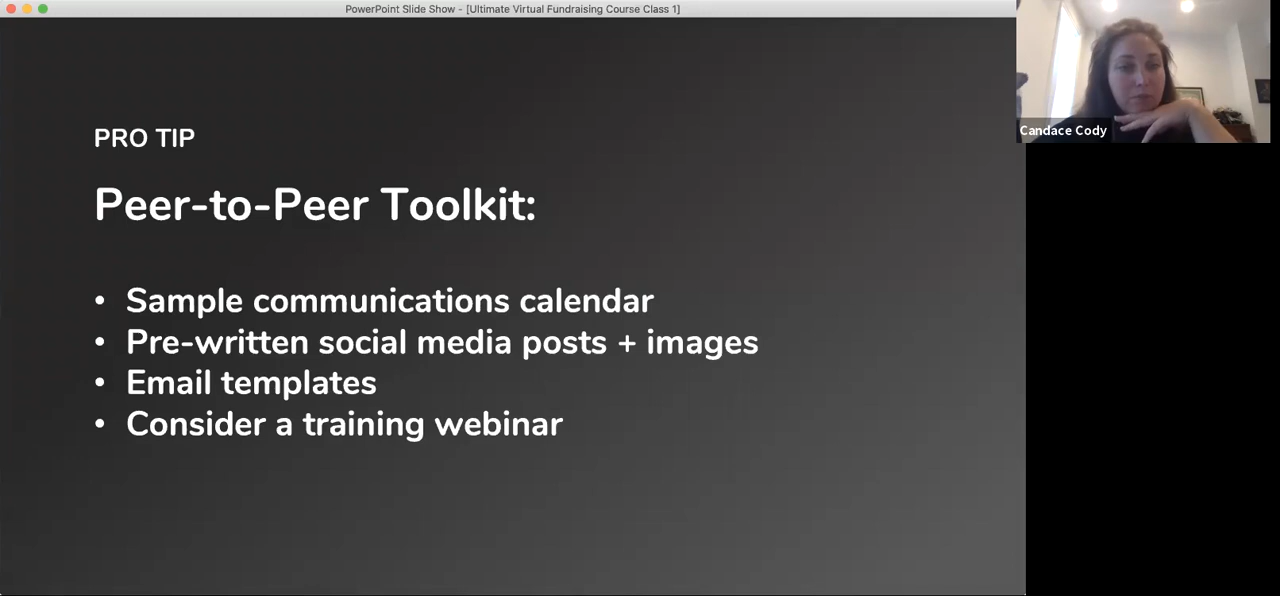 PowerPoint Slide Show - [Ultimate Virtual Fundraising Course Class 1]
PRO TIP
Peer-to-Peer Toolkit:
• Sample communications calendar
• Pre-written social media posts + images
• Email templates
• Consider a training webinar
Candace Cody